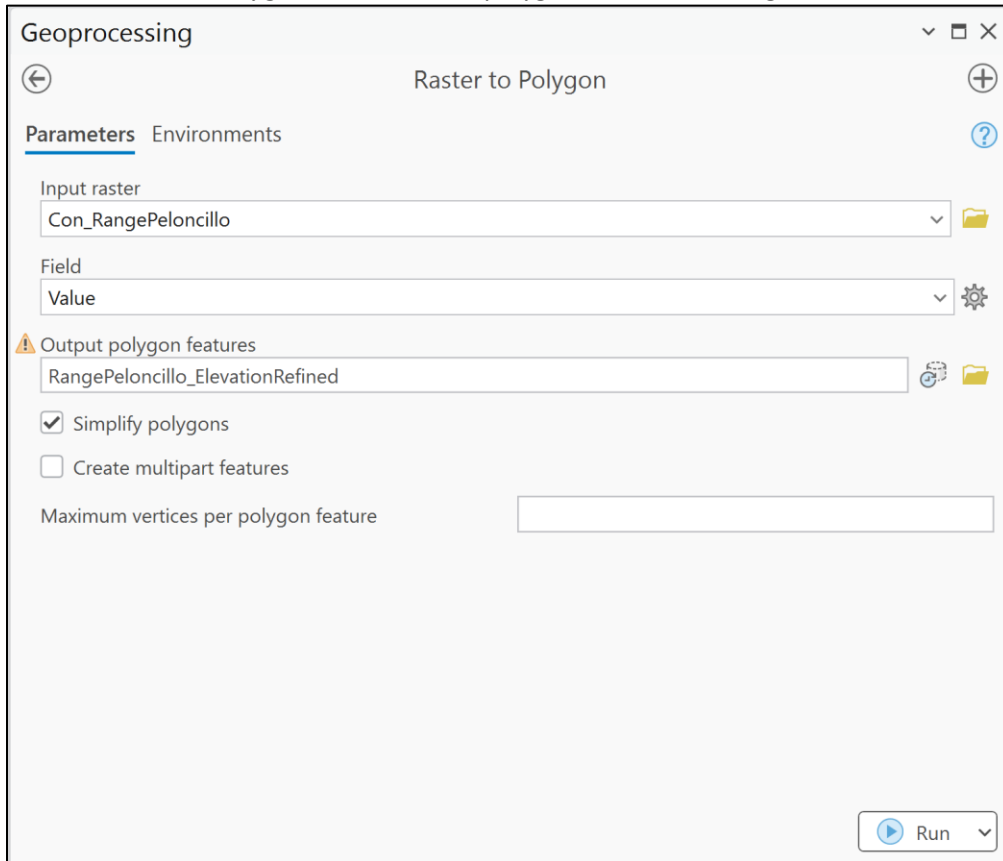 Geoprocessing
Raster to Polygon
Parameters Environments
Input raster
Con_RangePeloncillo
Field
Value
Output polygon features
RangePeloncillo_ElevationRefined
Simplify polygons
Create multipart features
Maximum vertices per polygon feature
Run